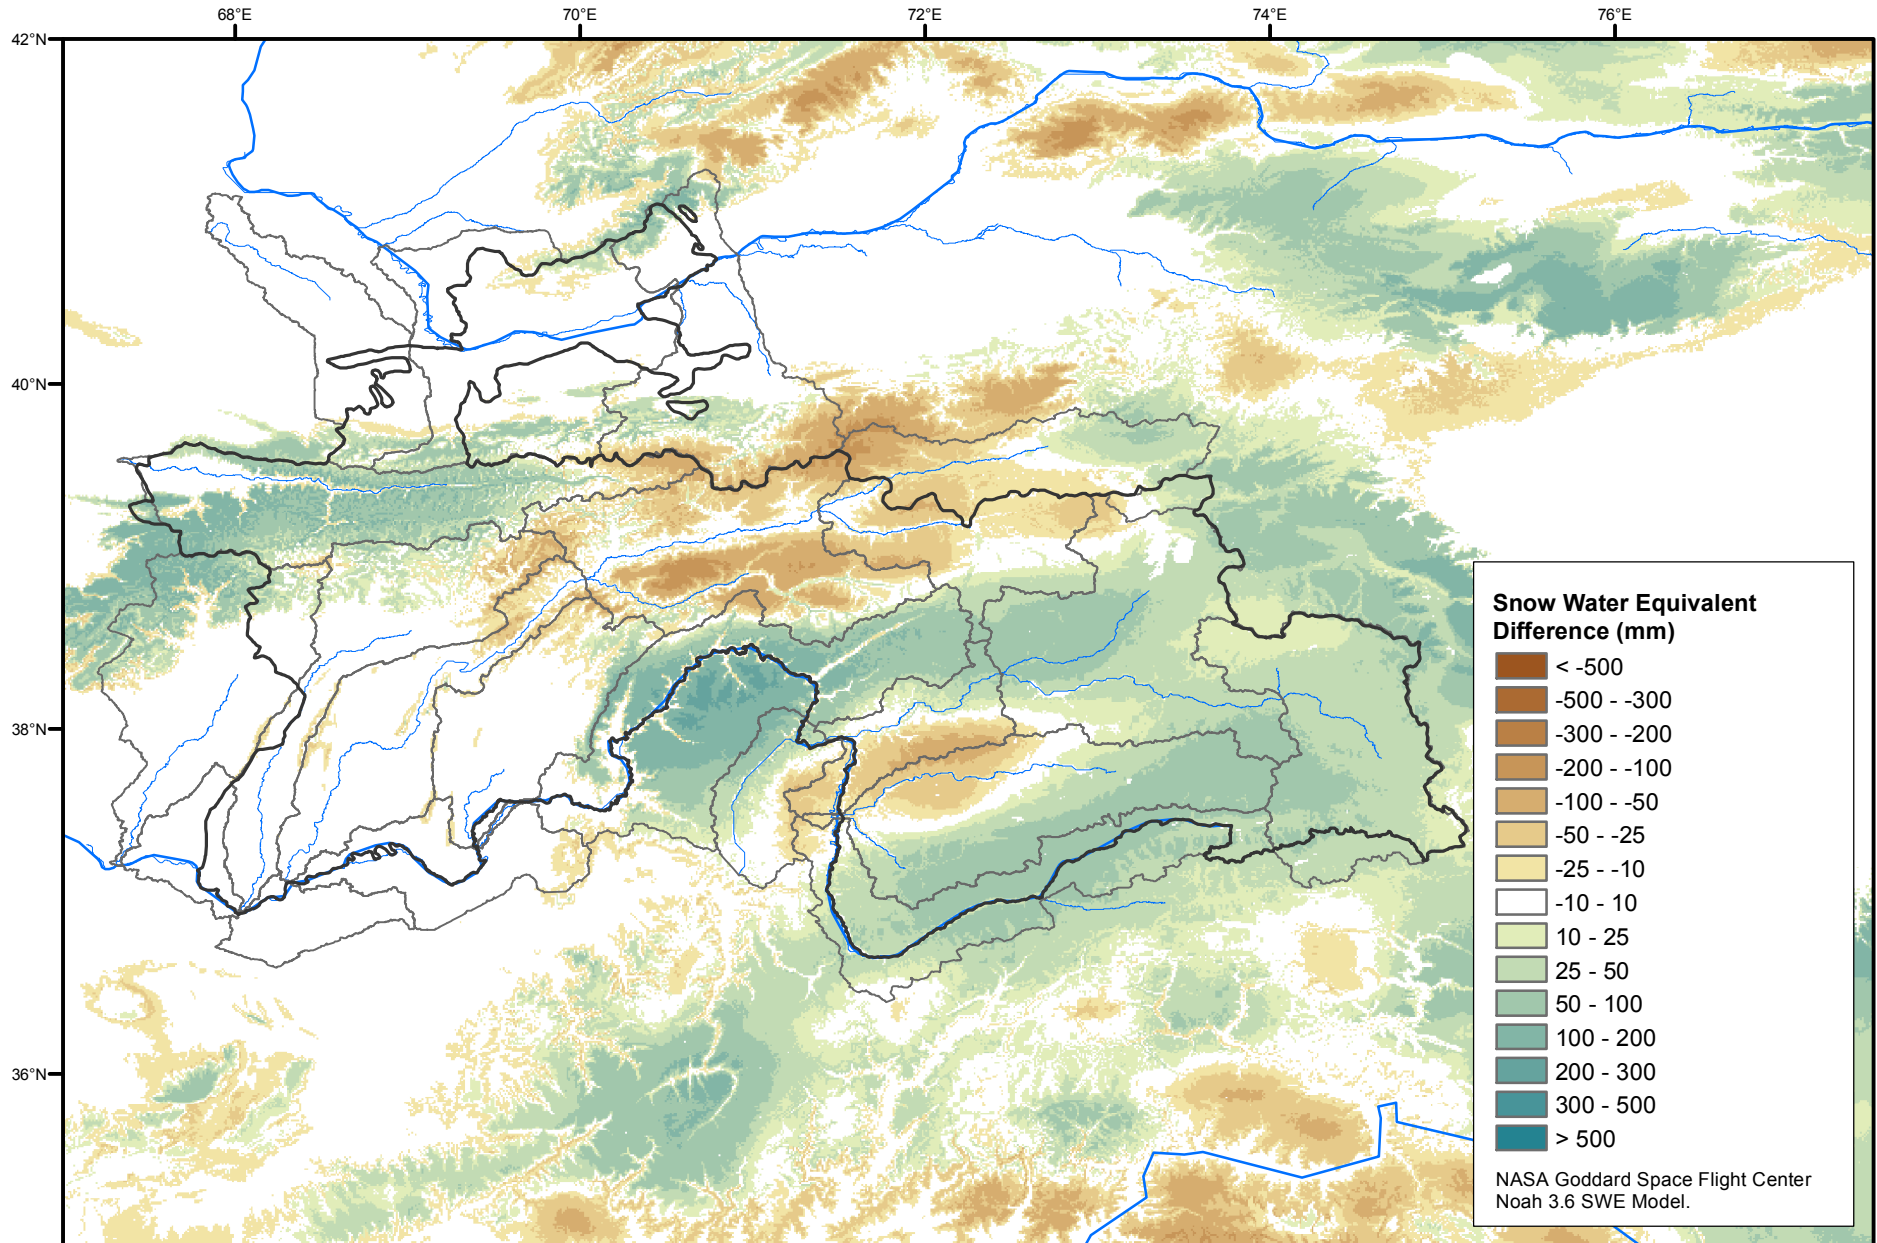 68°E
70°E
72°E
74°E
76°E
42°N
40°N
38°N
36°N
Snow Water Equivalent
Difference (mm)
< -500
-500 - -300
-300 - -200
-200 - -100
-100 - -50
-50 - -25
-25 - -10
-10 - 10
10 - 25
25 - 50
50 - 100
100 - 200
200 - 300
300 - 500
> 500
NASA Goddard Space Flight Center
Noah 3.6 SWE Model.